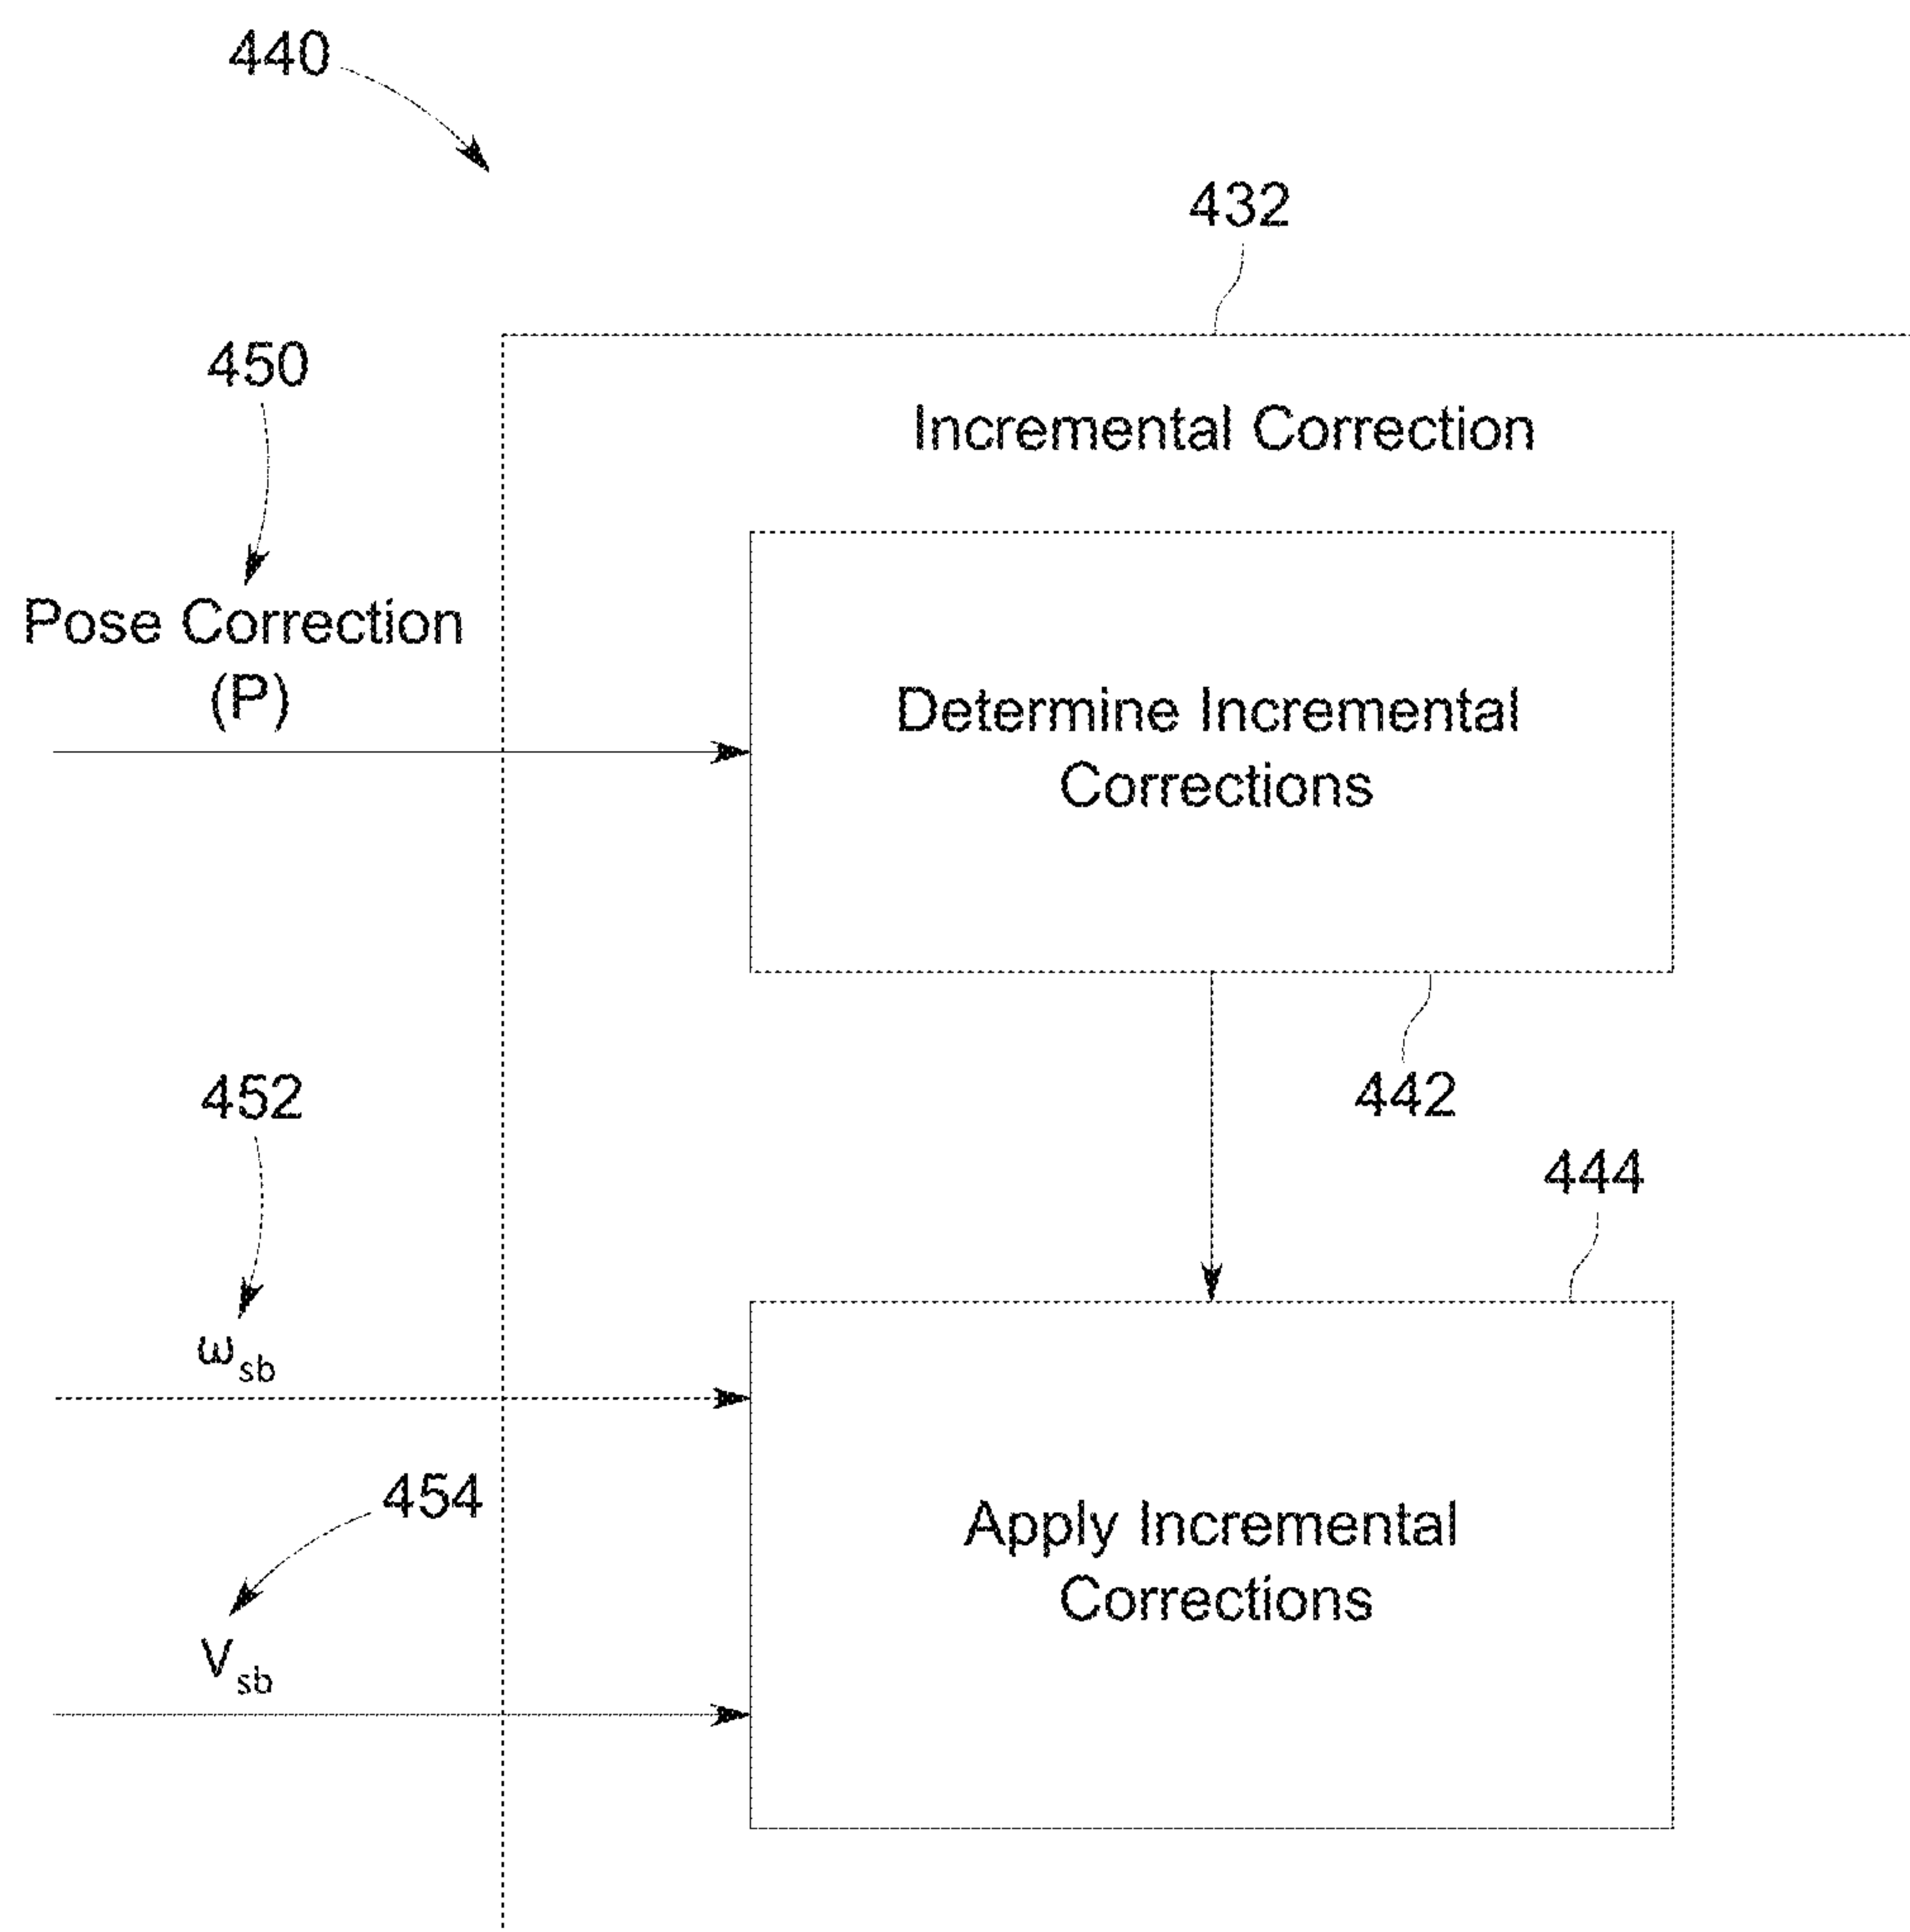 440
432
450
Incremental Correction
Pose Correction
(P)
Determine Incremental
Corrections
452
442
444
ωsb
454
Vsb
Apply Incremental
Corrections